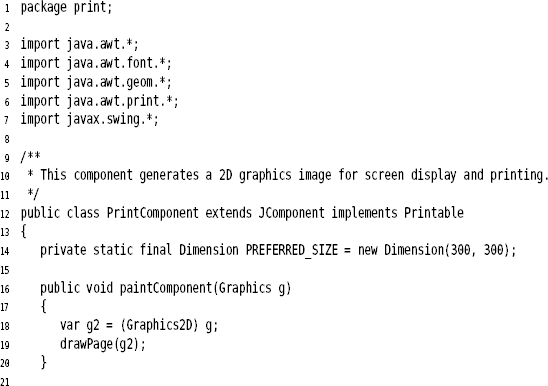 1 package print;
2
3 import java.awt.*;
4 import java.awt.font.*;
5 import java.awt.geom.*;
6 import java.awt.print.*;
7 import javax.swing.*;
8
9 /**
10  * This component generates a 2D graphics image for screen display and printing.
11  */
12 public class PrintComponent extends JComponent implements Printable
13 {
14    private static final Dimension PREFERRED_SIZE = new Dimension(300, 300);
15
16    public void paintComponent(Graphics g)
17    {
18       var g2 = (Graphics2D) g;
19       drawPage(g2);
20    }
21